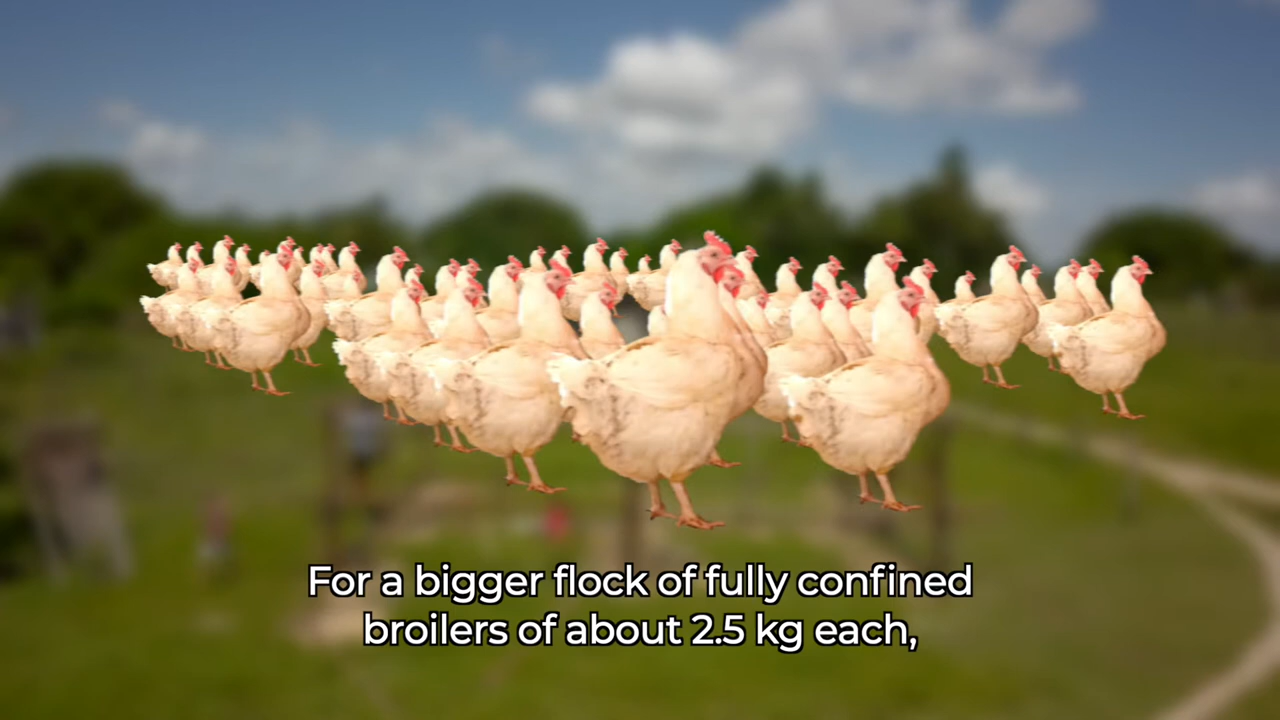 For a bigger flock of fully confined
broilers of about 2.5 kg each,